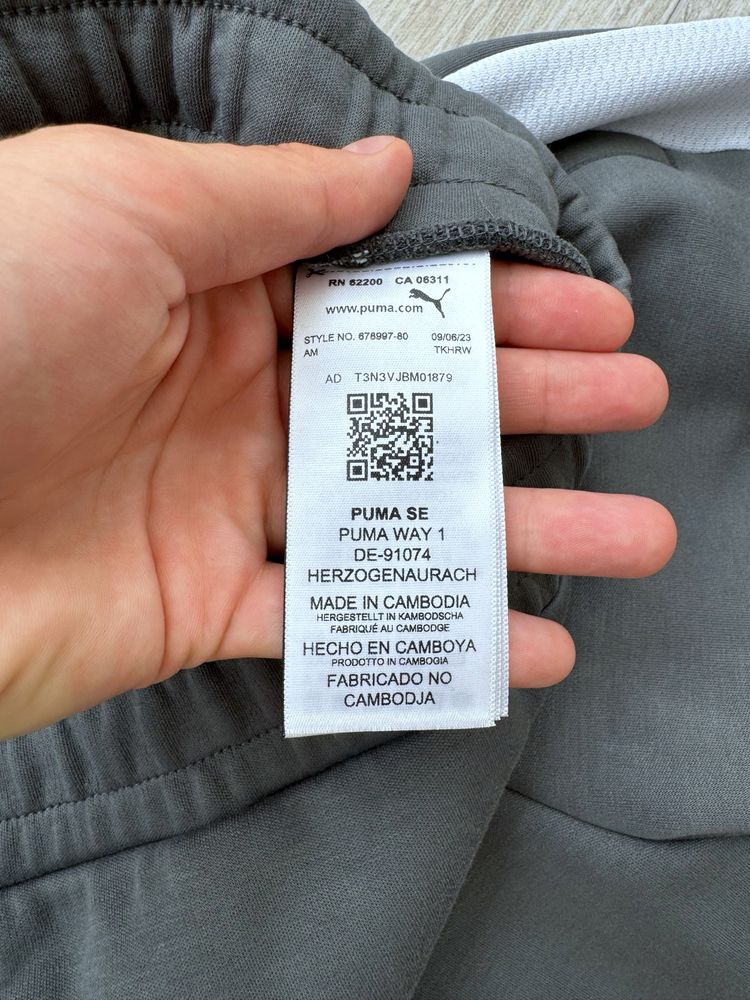 RN 62200 CA 06311
www.puma.com
STYLE NO. 676997-80 09/06/23
AM TKHRW
AD T3N3VJBM01879
PUMA SE
PUMA WAY 1
DE-91074
HERZOGENAURACH
MADE IN CAMBODIA
HERGESTELLT IN KAMBODSCHA
FABRIQUÉ AU CAMBODGE
HECHO EN CAMBOYA
PRODOTTO IN CAMBOGIA
FABRICADO NO
CAMBODJA